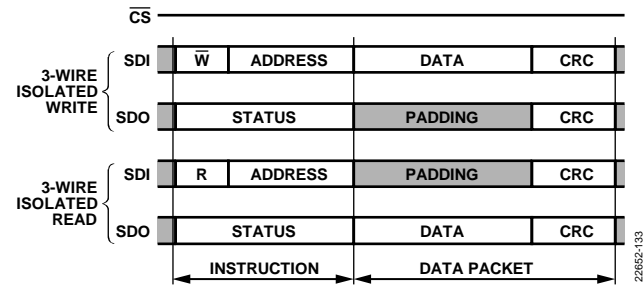 C̅S̅
3-WIRE
ISOLATED
WRITE
SDI W̅ ADDRESS DATA CRC
SDO STATUS PADDING CRC
3-WIRE
ISOLATED
READ
SDI R ADDRESS PADDING CRC
SDO STATUS DATA CRC
INSTRUCTION DATA PACKET
22652-133